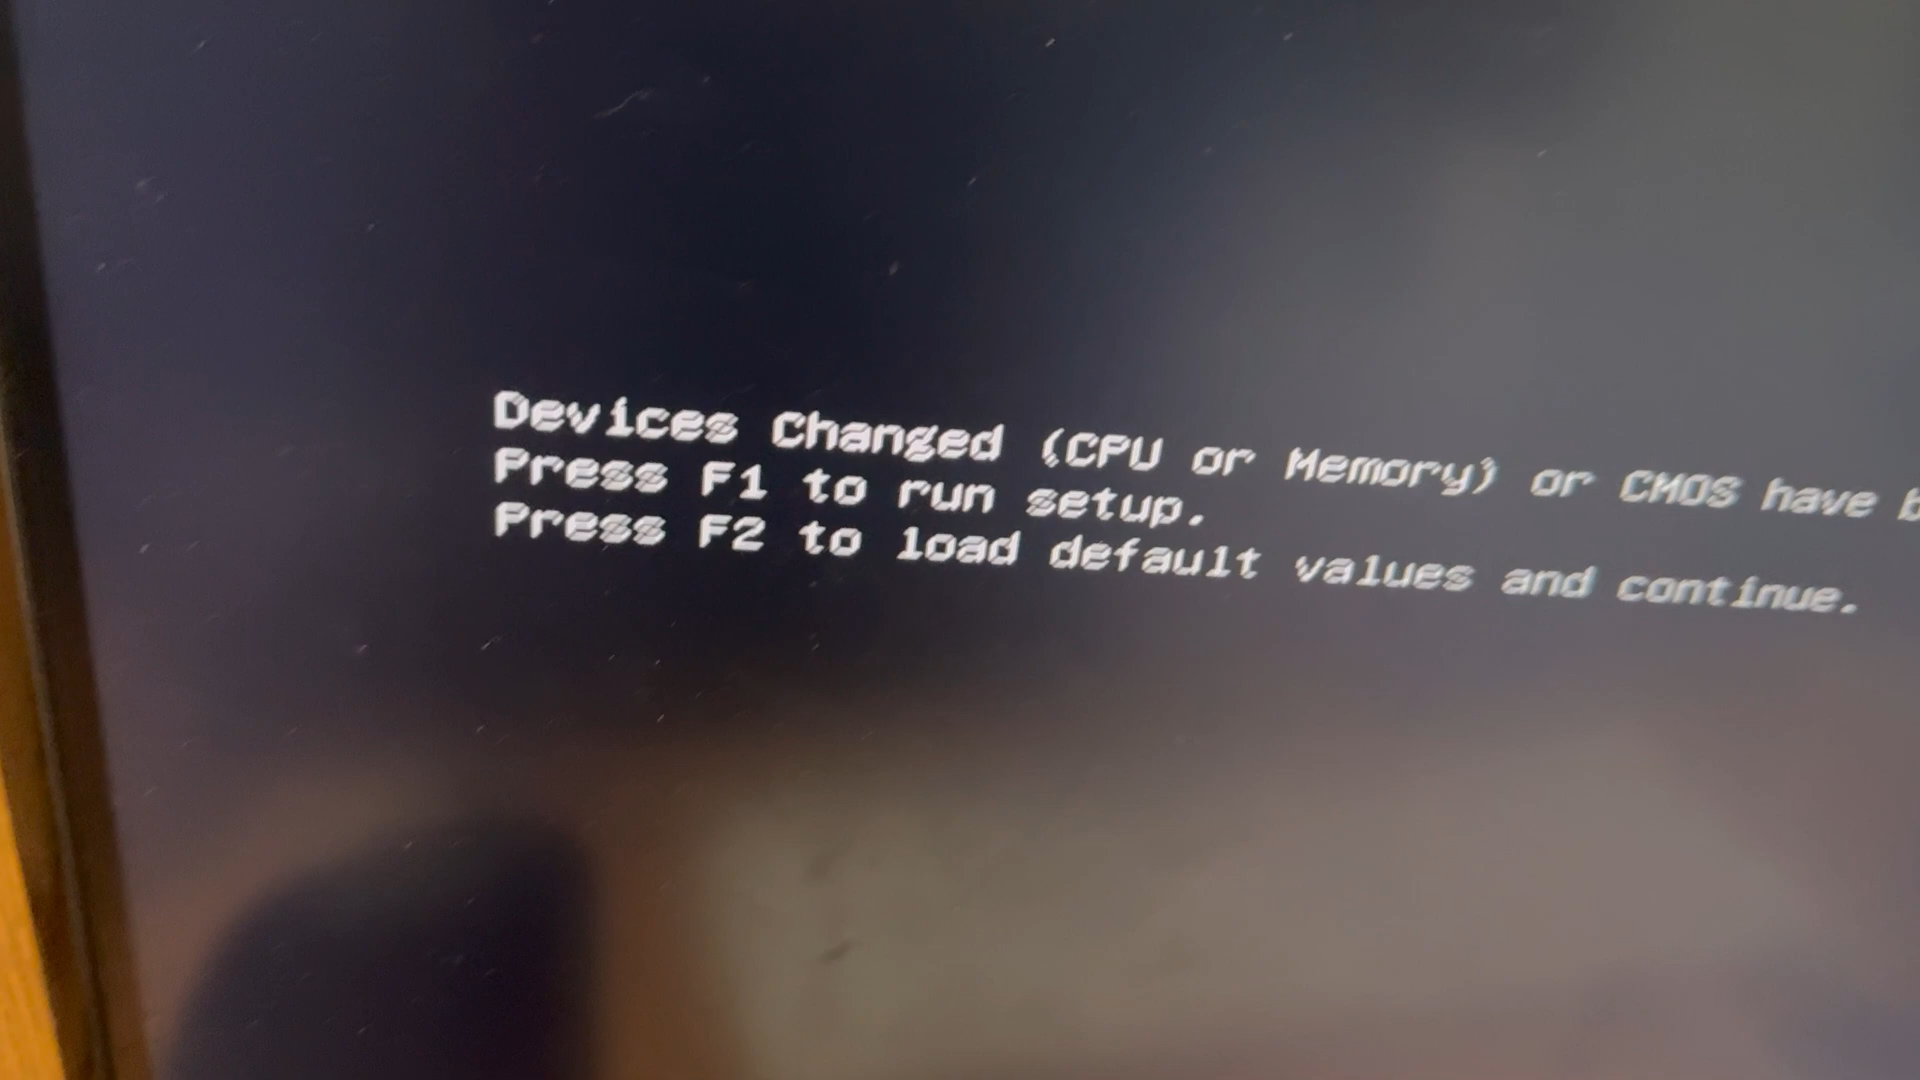 Devices Changed (CPU or Memory) or CMOS have
Press F1 to run setup.
Press F2 to load default values and continue.